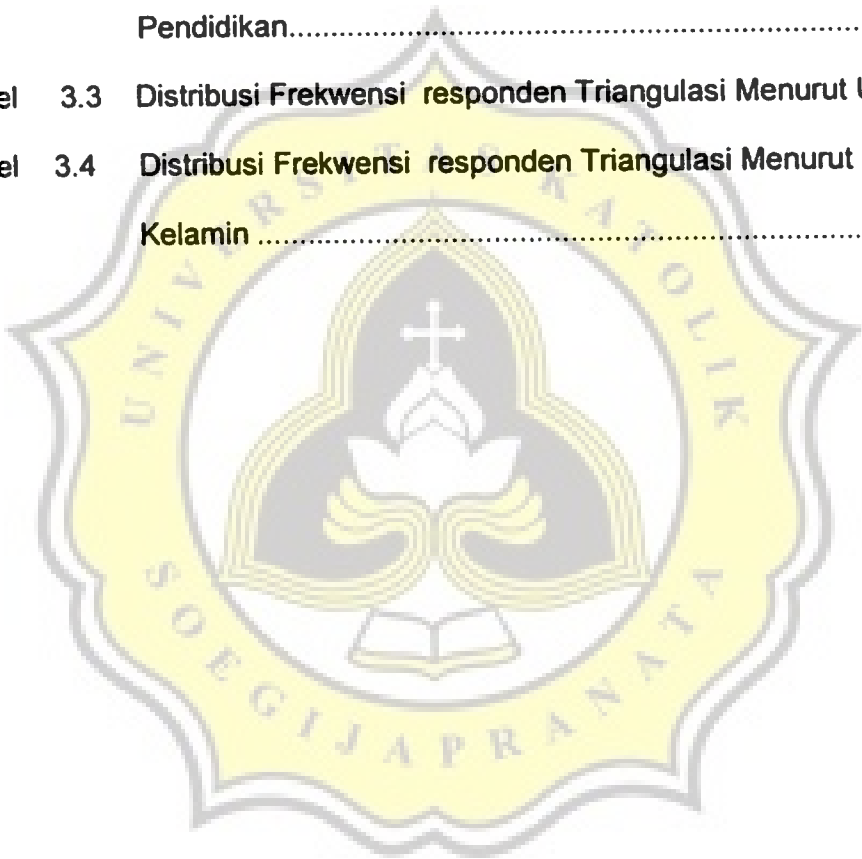 Pendidikan................................................................
el 3.3 Distribusi Frekwensi responden Triangulasi Menurut
el 3.4 Distribusi Frekwensi responden Triangulasi Menurut
Kelamin ...................................................................
UNIVERSITAS KATOLIK
SOEGIJAPRANATA